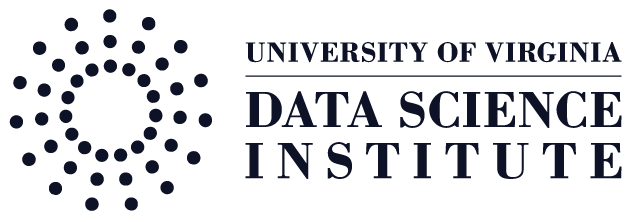 UNIVERSITY OF VIRGINIA
DATA SCIENCE
INSTITUTE